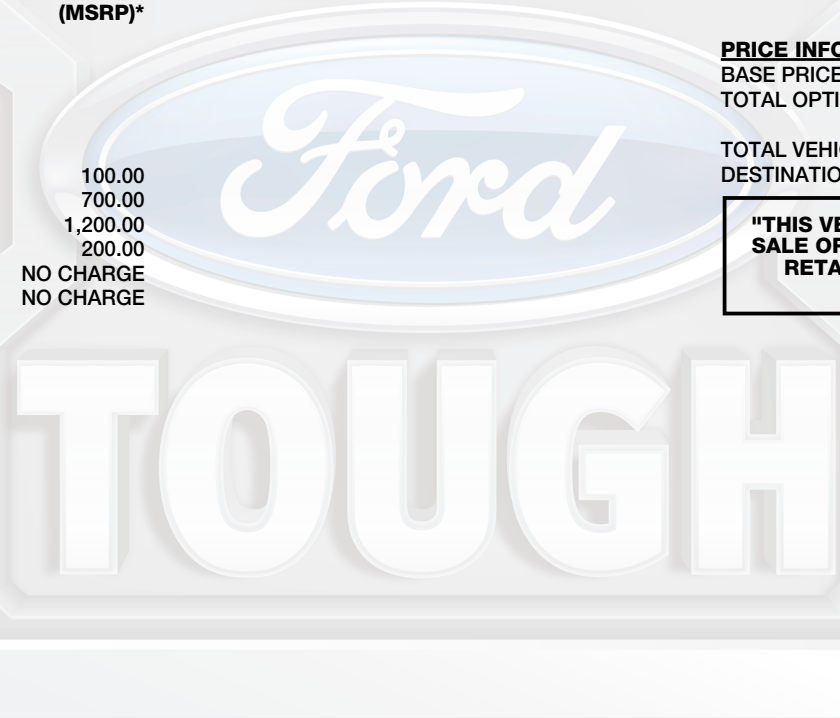 (MSRP)*
100.00
700.00
1,200.00
200.00
NO CHARGE
NO CHARGE
PRICE INFO
BASE PRICE
TOTAL OPTI
TOTAL VEHI
DESTINATIO
"THIS VE
SALE OF
RETA
Ford
TOUGH